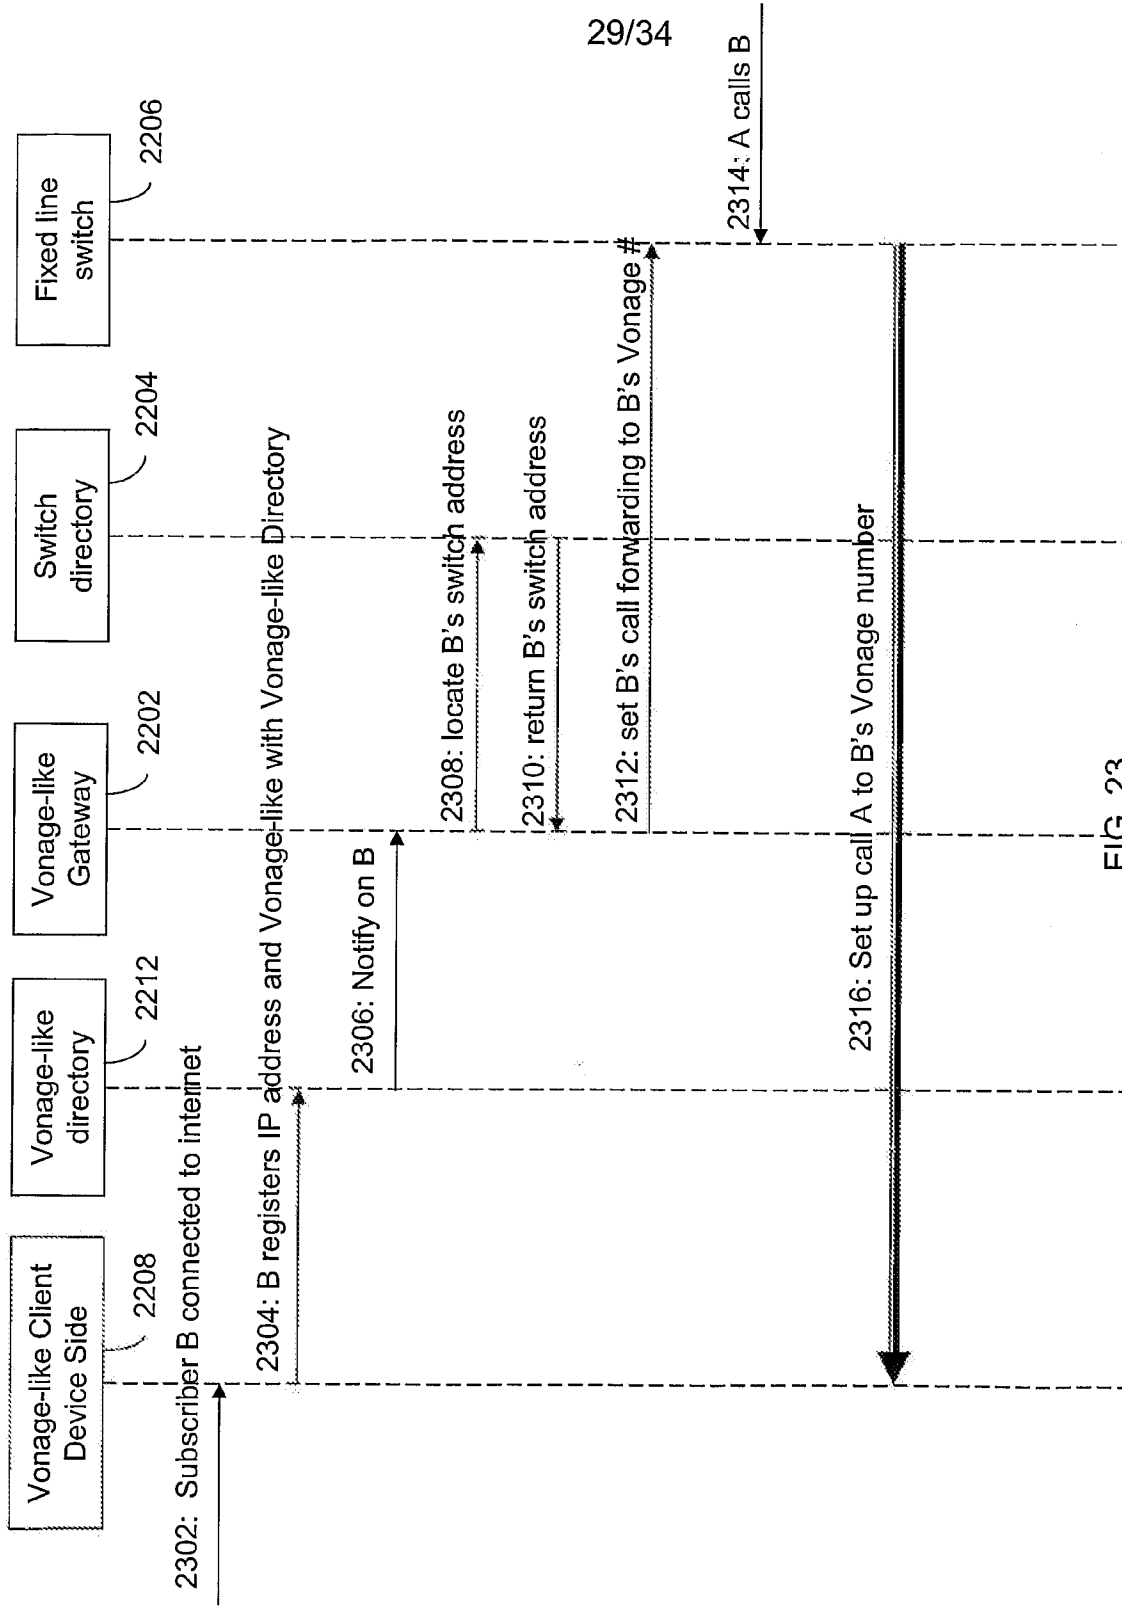 29/34
Vonage-like Client
Device Side
2208
Vonage-like
directory
2212
Vonage-like
Gateway
2202
Switch
directory
2204
Fixed line
switch
2206
2302: Subscriber B connected to internet
2304: B registers IP address and Vonage-like with Vonage-like Directory
2306: Notify on B
2308: locate B's switch address
2310: return B's switch address
2312: set B's call forwarding to B's Vonage #
2314: A calls B
2316: Set up call A to B's Vonage number
FIG. 23